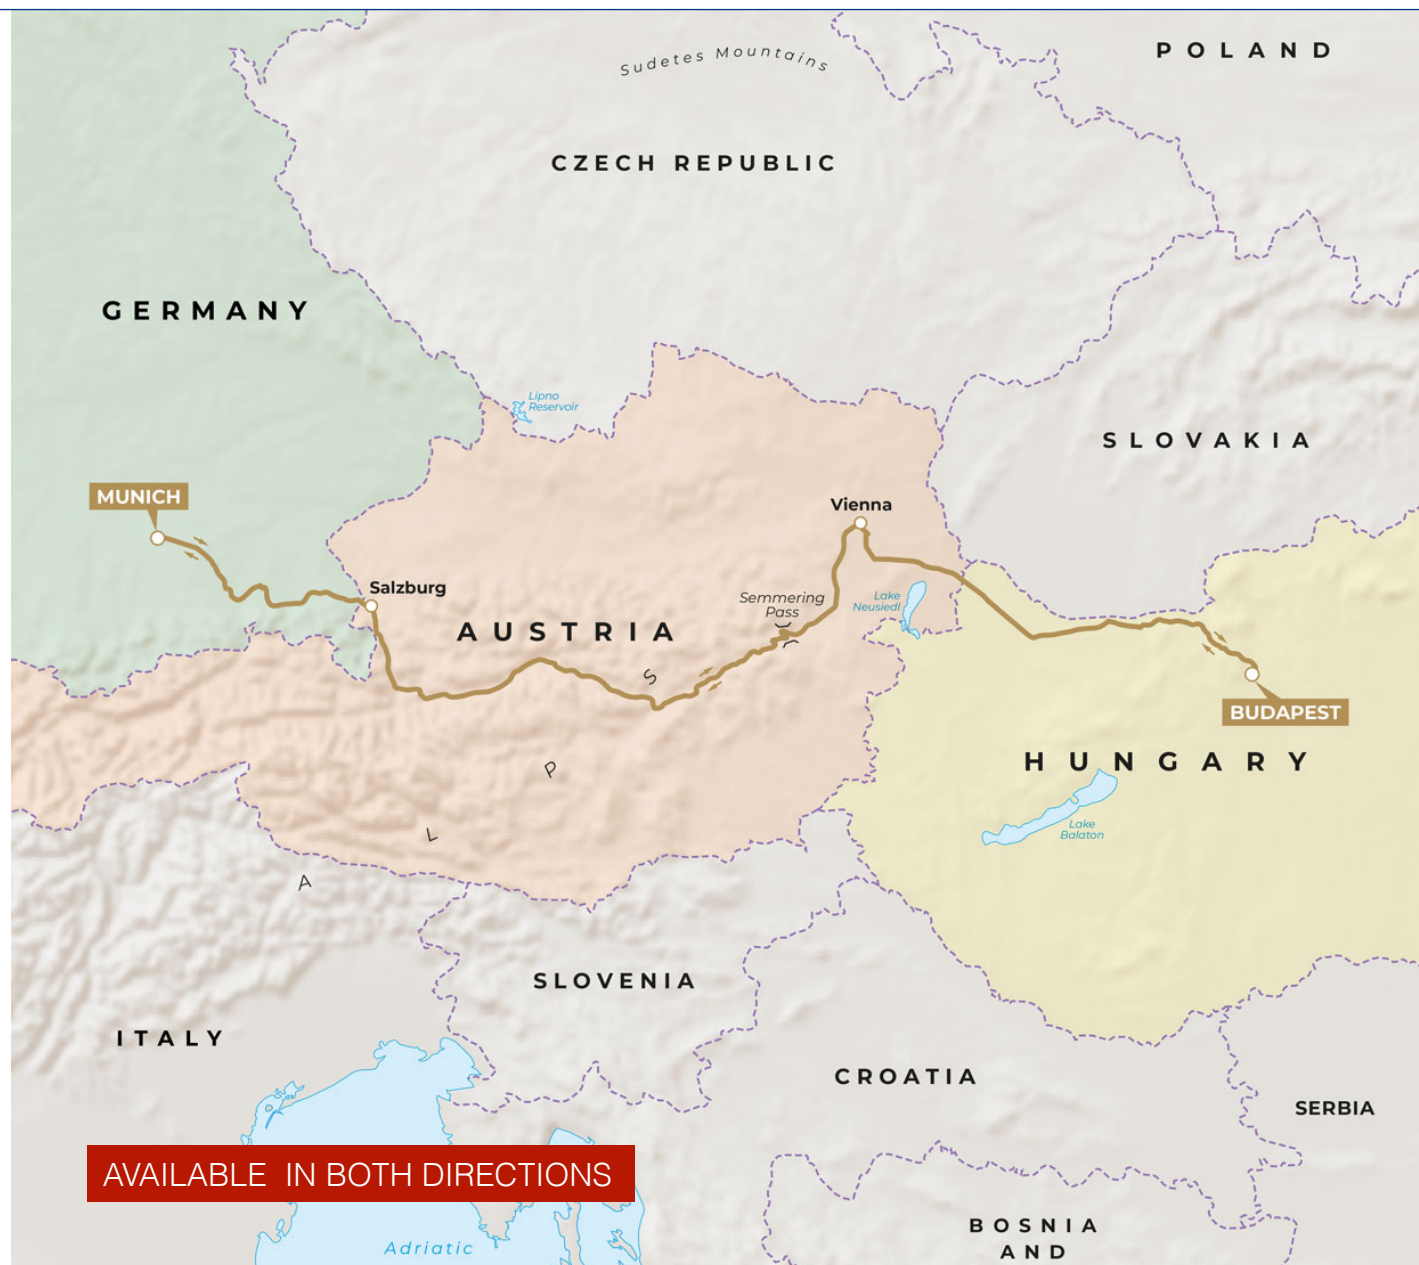 POLAND
Sudetes Mountains
CZECH REPUBLIC
GERMANY
Lipno
Reservoir
SLOVAKIA
MUNICH
Vienna
Salzburg
Semmering
Pass
Lake
Neusiedl
AUSTRIA
S
P
L
A
BUDAPEST
HUNGARY
Lake
Balaton
SLOVENIA
ITALY
CROATIA
SERBIA
AVAILABLE IN BOTH DIRECTIONS
BOSNIA
AND
Adriatic